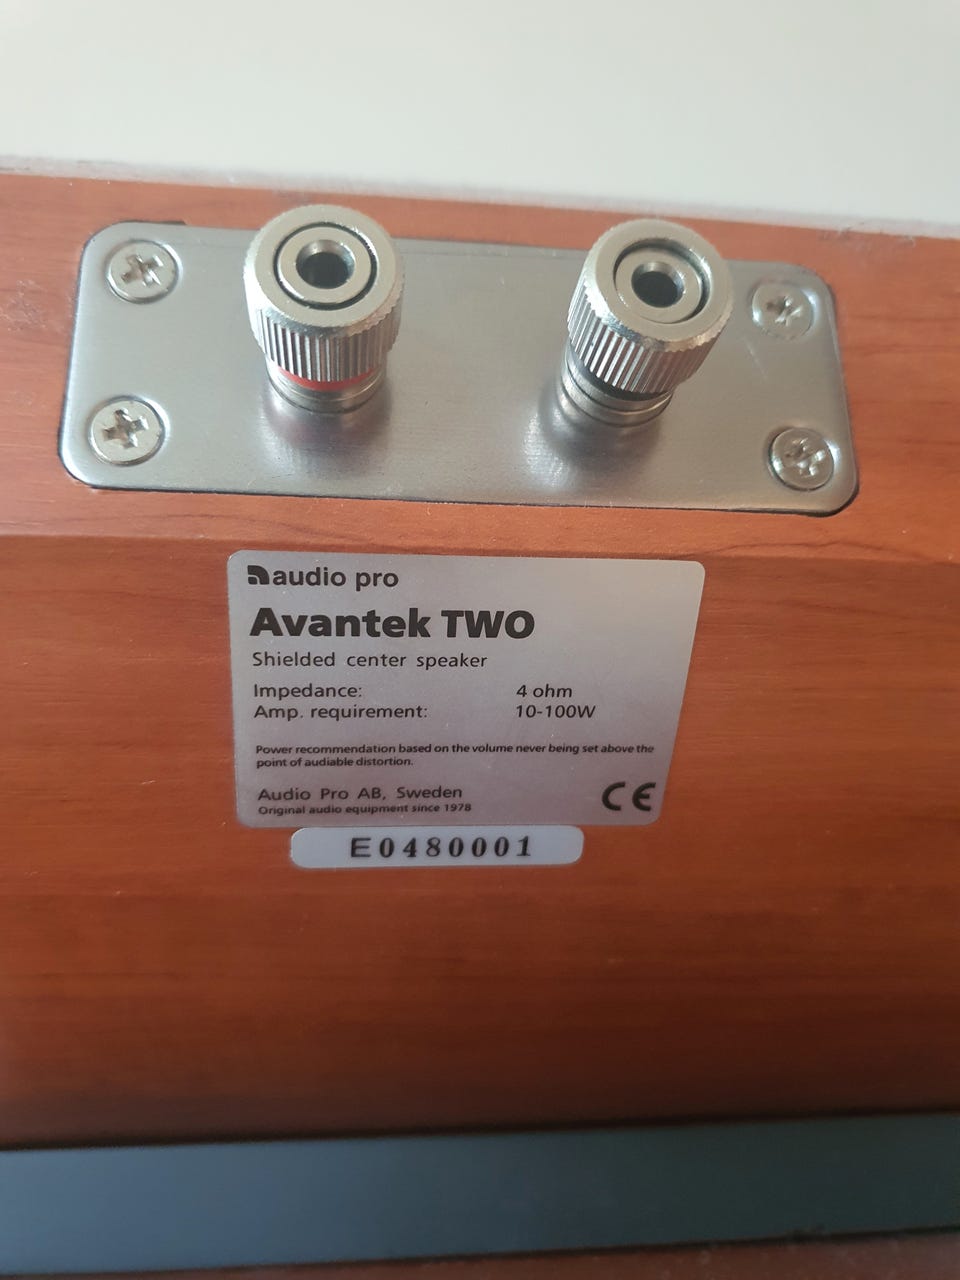 audio pro
Avantek TWO
Shielded center speaker
Impedance: 4 ohm
Amp. requirement: 10-100W
Power recommendation based on the volume never being set above the
point of audiable distortion.
Audio Pro AB, Sweden
Original audio equipment since 1978
CE
E0480001